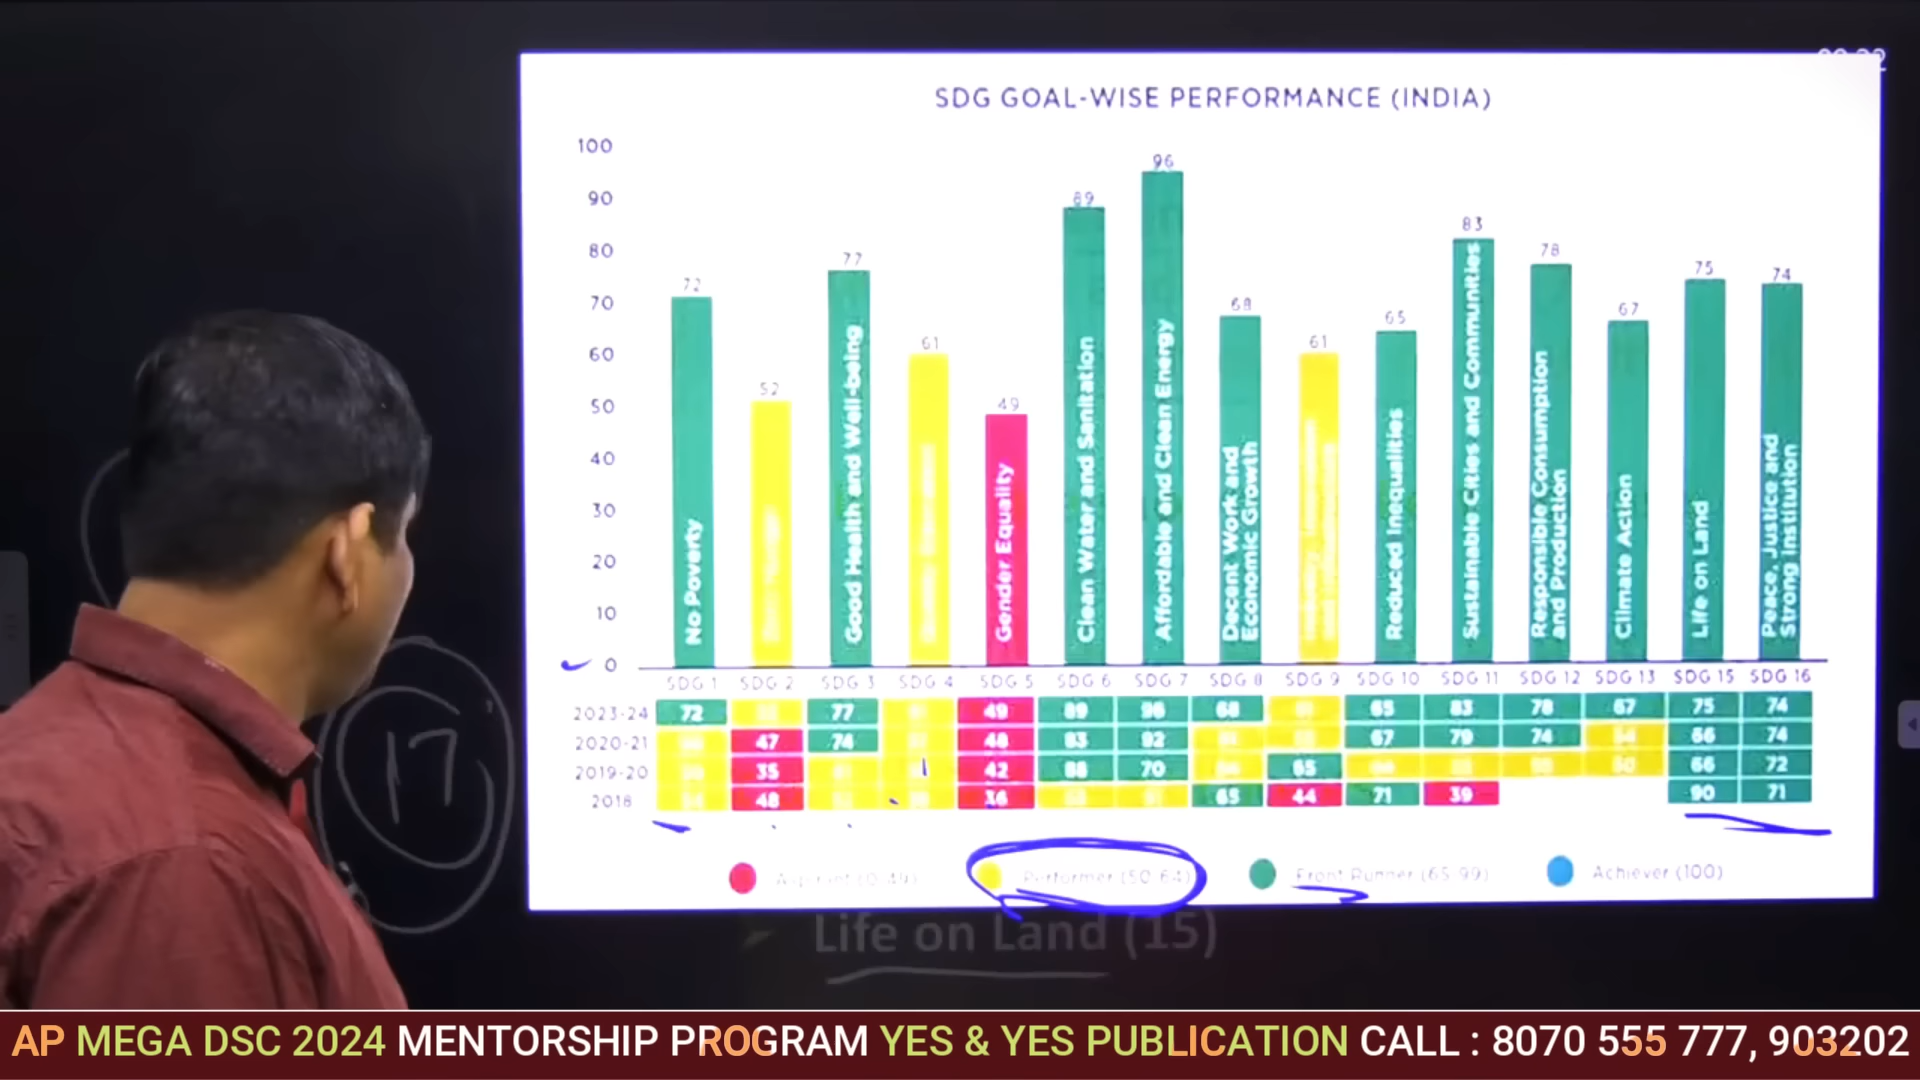 SDG GOAL-WISE PERFORMANCE (INDIA)
100
90
80
70
60
50
40
30
20
10
0
72
52
77
61
49
89
96
68
61
65
83
78
67
75
74
No Poverty
Good Health and Well-being
Gender Equality
Clean Water and Sanitation
Affordable and Clean Energy
Decent Work and
Economic Growth
Reduced Inequalities
Sustainable Cities and Communities
Responsible Consumption
and Production
Climate Action
Life on Land
Peace, Justice and
Strong Institution
SDG 1 SDG 2 SDG 3 SDG 4 SDG 5 SDG 6 SDG 7 SDG 8 SDG 9 SDG 10 SDG 11 SDG 12 SDG 13 SDG 15 SDG 16
2023-24 72 77 49 89 96 68 65 83 78 67 75 74
2020-21 47 74 48 83 92 67 79 74 66 74
2019-20 35 42 88 70 65 66 72
2018 48 36 65 44 71 39 90 71
Performer (50-64) Front Runner (65-99) Achiever (100)
17
Life on Land (15)
AP MEGA DSC 2024 MENTORSHIP PROGRAM YES & YES PUBLICATION CALL : 8070 555 777, 903202